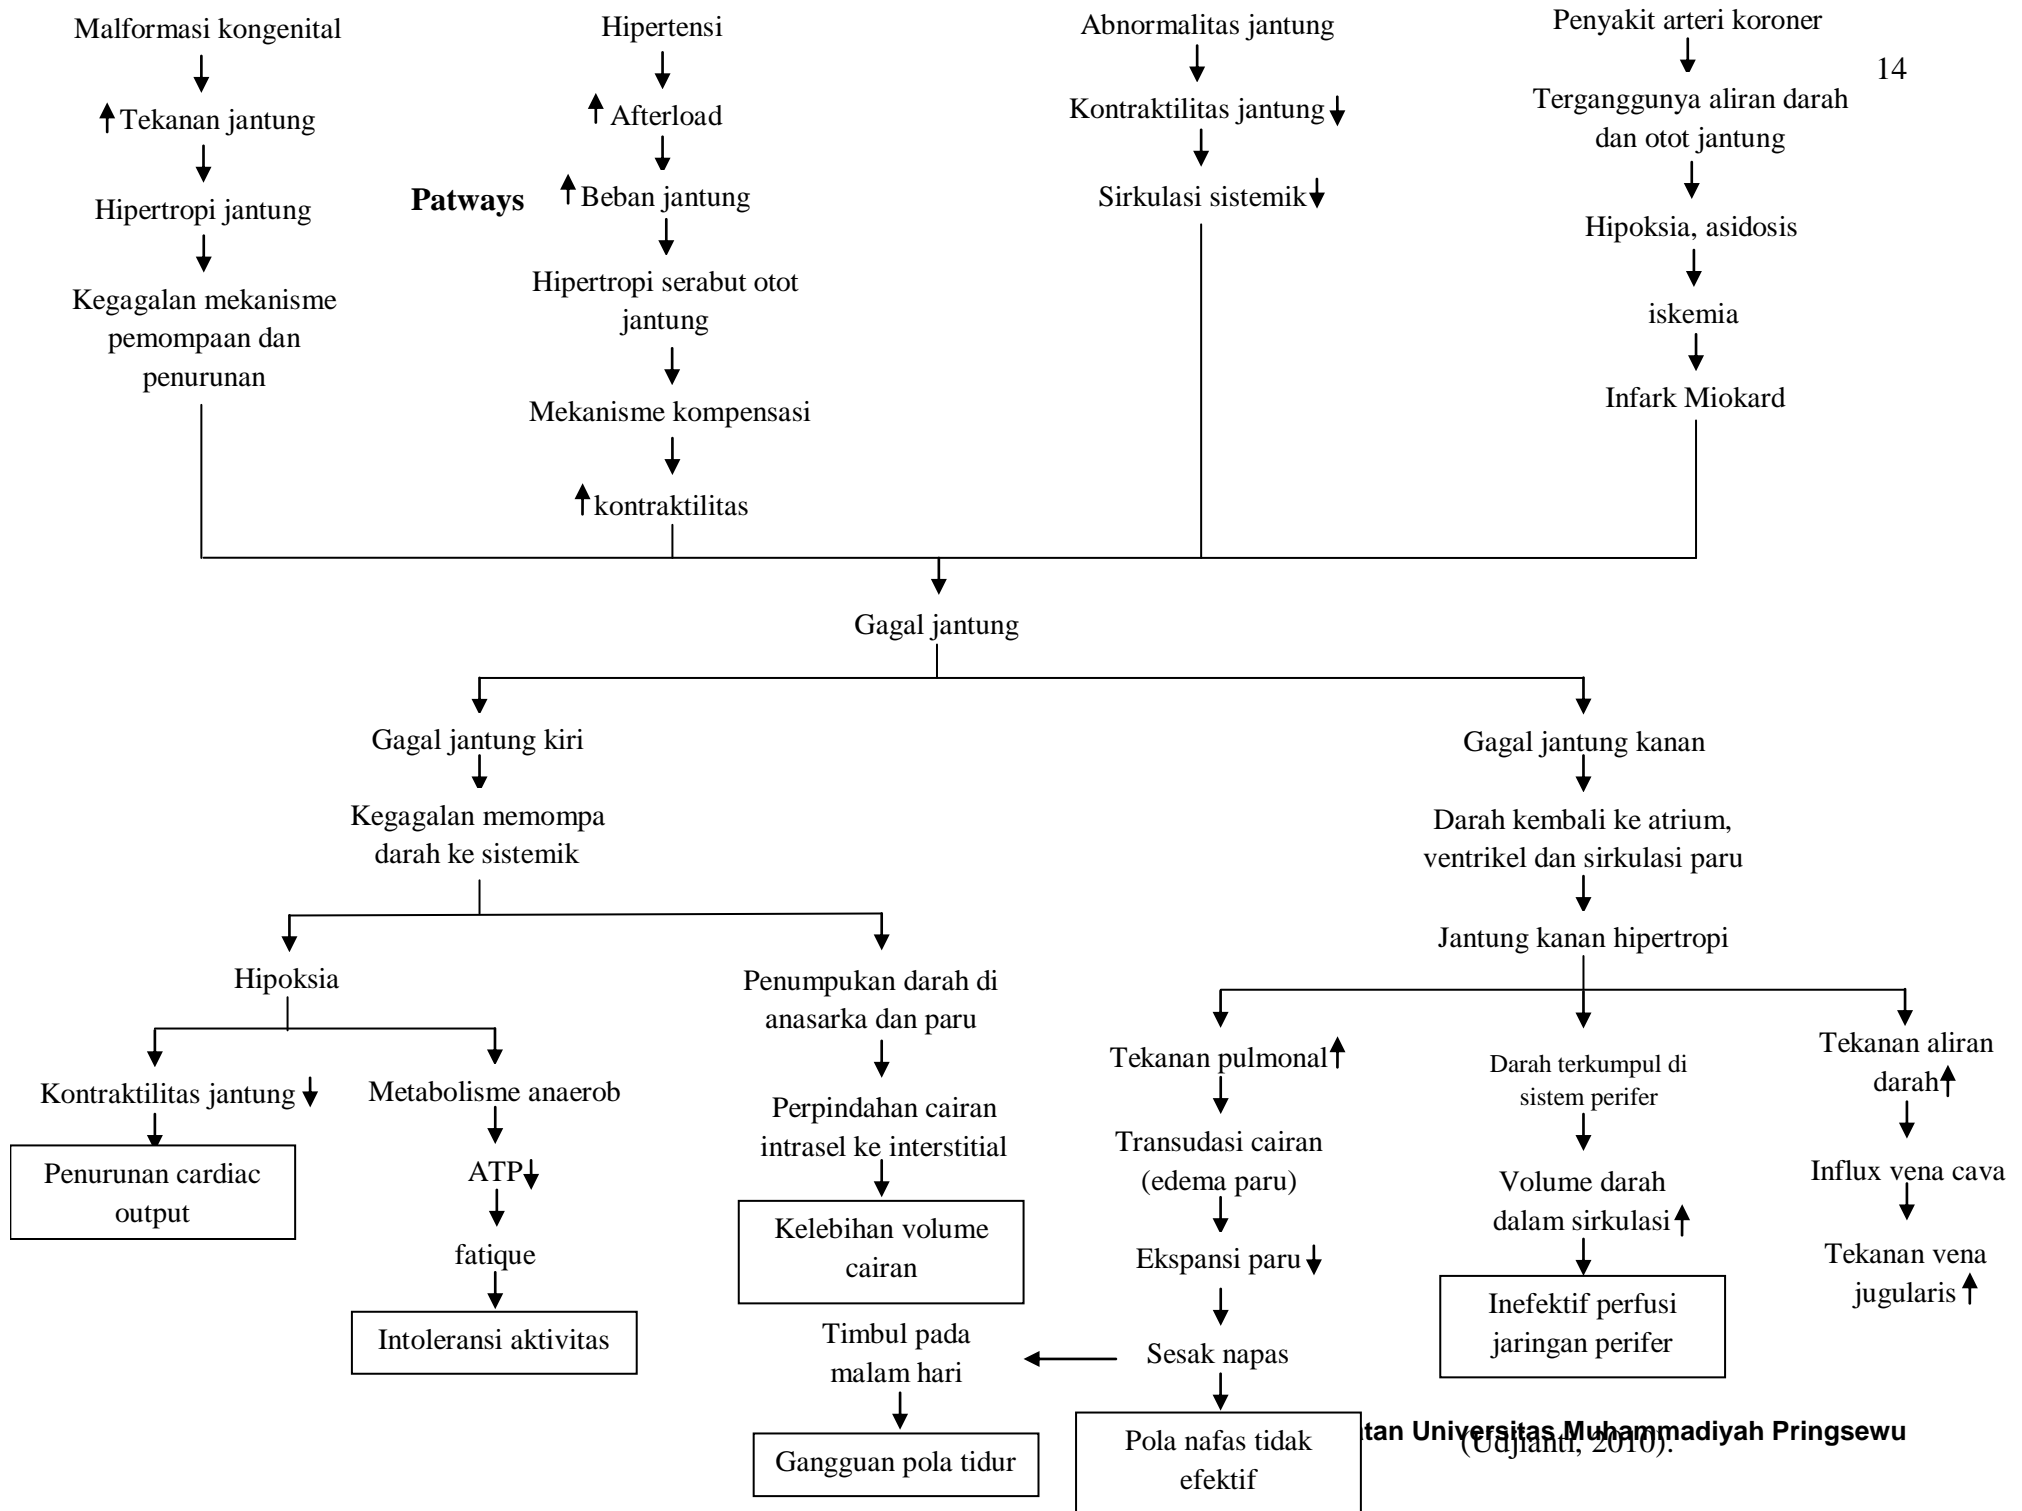 14
Malformasi kongenital
↑ Tekanan jantung
Hipertropi jantung
Kegagalan mekanisme
pemompaan dan
penurunan
Patways
Hipertensi
↑ Afterload
↑ Beban jantung
Hipertropi serabut otot
jantung
Mekanisme kompensasi
↑ kontraktilitas
Abnormalitas jantung
Kontraktilitas jantung ↓
Sirkulasi sistemik ↓
Penyakit arteri koroner
Terganggunya aliran darah
dan otot jantung
Hipoksia, asidosis
iskemia
Infark Miokard
Gagal jantung
Gagal jantung kiri
Kegagalan memompa
darah ke sistemik
Hipoksia
Kontraktilitas jantung ↓
Penurunan cardiac
output
Metabolisme anaerob
ATP ↓
fatique
Intoleransi aktivitas
Penumpukan darah di
anasarka dan paru
Perpindahan cairan
intrasel ke interstitial
Kelebihan volume
cairan
Gagal jantung kanan
Darah kembali ke atrium,
ventrikel dan sirkulasi paru
Jantung kanan hipertropi
Tekanan pulmonal ↑
Transudasi cairan
(edema paru)
Ekspansi paru ↓
Sesak napas
Timbul pada
malam hari
Gangguan pola tidur
Pola nafas tidak
efektif
Darah terkumpul di
sistem perifer
Volume darah
dalam sirkulasi ↑
Inefektif perfusi
jaringan perifer
Tekanan aliran
darah ↑
Influx vena cava
Tekanan vena
jugularis ↑
(Udjianti, 2010).
tan Universitas Muhammadiyah Pringsewu